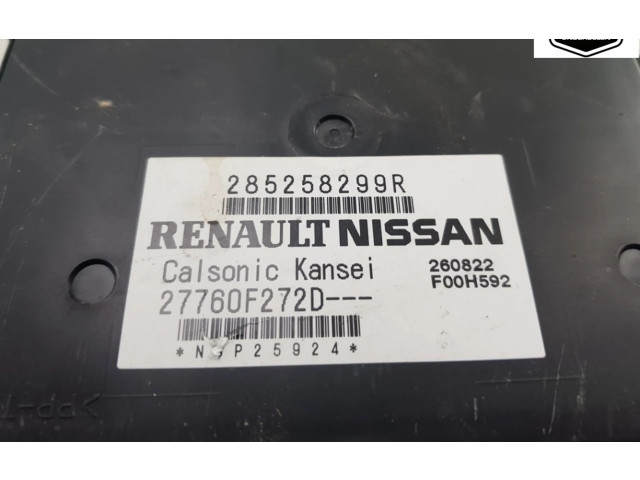 285258299R
RENAULT NISSAN
Calsonic Kansei 260822
27760F272D--- F00H592